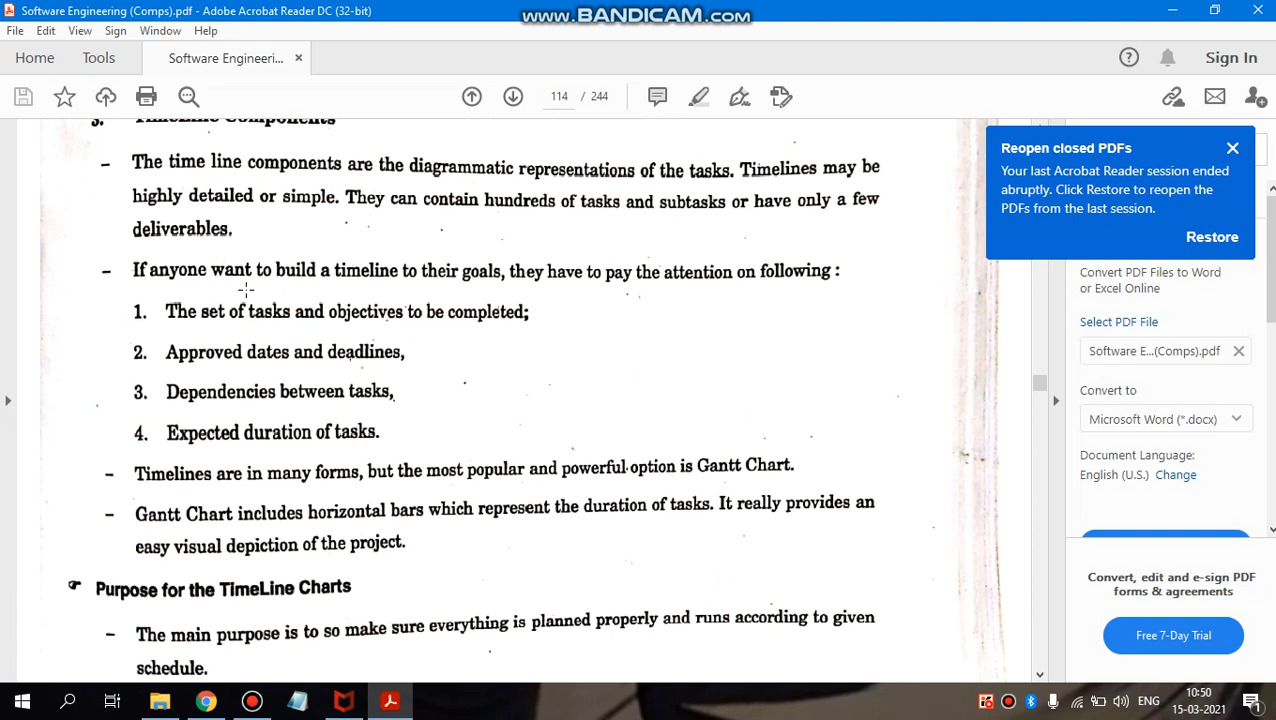 Software Engineering (Comps).pdf - Adobe Acrobat Reader DC (32-bit)
www.BANDICAM.com
File Edit View Sign Window Help
Home Tools Software Engineeri... ×
Sign In
114 / 244
3. TimeLine Components
- The time line components are the diagrammatic representations of the tasks. Timelines may be
highly detailed or simple. They can contain hundreds of tasks and subtasks or have only a few
deliverables.
- If anyone want to build a timeline to their goals, they have to pay the attention on following :
1. The set of tasks and objectives to be completed;
2. Approved dates and deadlines,
3. Dependencies between tasks,
4. Expected duration of tasks.
- Timelines are in many forms, but the most popular and powerful option is Gantt Chart.
- Gantt Chart includes horizontal bars which represent the duration of tasks. It really provides an
easy visual depiction of the project.
Purpose for the TimeLine Charts
- The main purpose is to so make sure everything is planned properly and runs according to given
schedule.
Reopen closed PDFs
Your last Acrobat Reader session ended
abruptly. Click Restore to reopen the
PDFs from the last session.
Restore
Convert PDF Files to Word
or Excel Online
Select PDF File
Software E...(Comps).pdf
Convert to
Microsoft Word (*.docx)
Document Language:
English (U.S.) Change
Convert, edit and e-sign PDF
forms & agreements
Free 7-Day Trial
ENG
10:50
15-03-2021
1